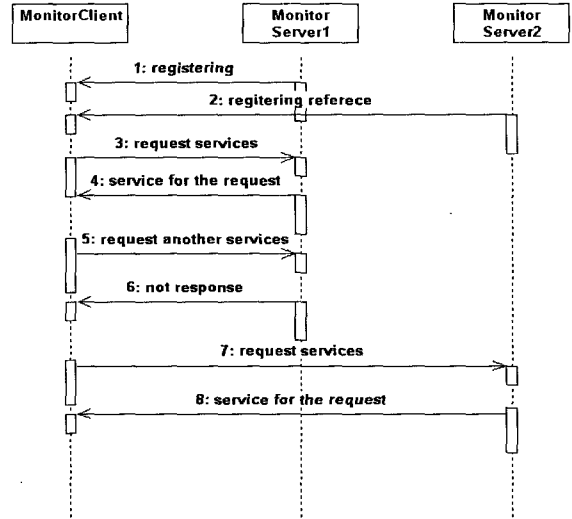 MonitorClient
Monitor
Server1
Monitor
Server2
1: registering
2: regitering referece
3: request services
4: service for the request
5: request another services
6: not response
7: request services
8: service for the request